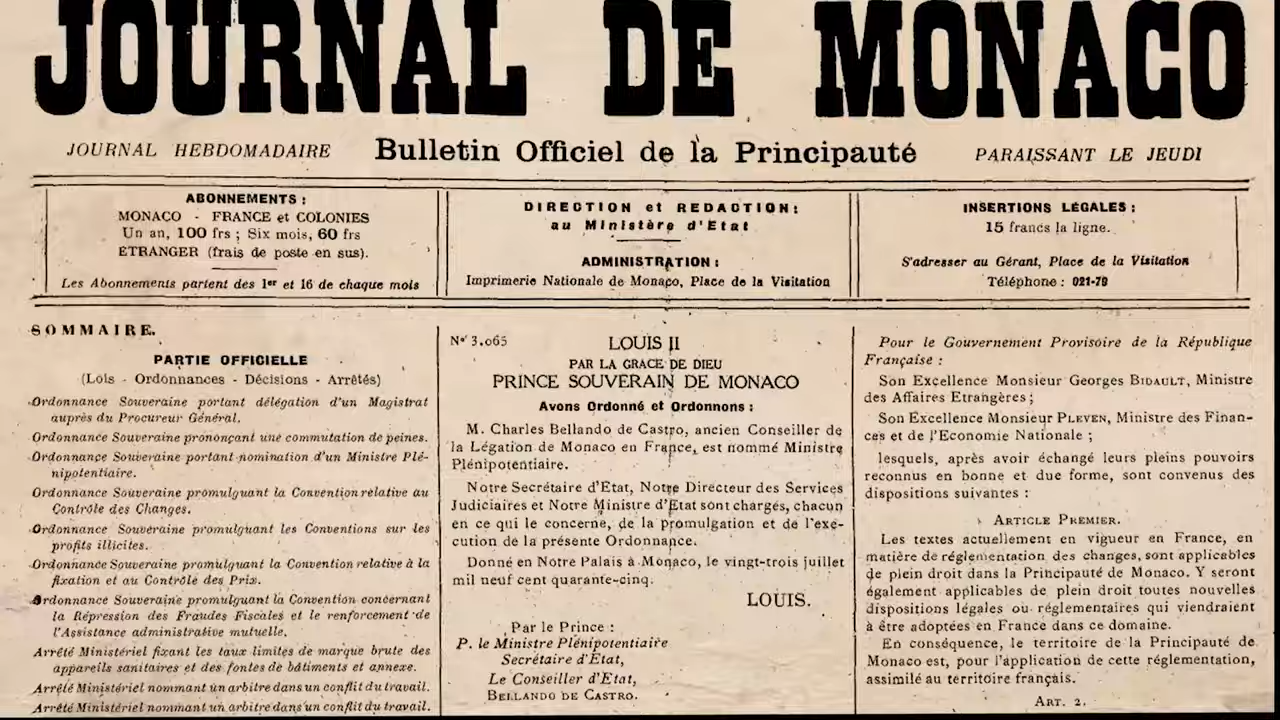 JOURNAL DE MONACO
JOURNAL HEBDOMADAIRE
Bulletin Officiel de la Principauté
PARAISSANT LE JEUDI
ABONNEMENTS :
MONACO - FRANCE et COLONIES
Un an, 100 frs ; Six mois, 60 frs
ETRANGER (frais de poste en sus).
Les Abonnements partent des 1er et 16 de chaque mois
DIRECTION et REDACTION :
au Ministère d'Etat
ADMINISTRATION :
Imprimerie Nationale de Monaco, Place de la Visitation
INSERTIONS LÉGALES :
15 francs la ligne.
S'adresser au Gérant, Place de la Visitation
Téléphone : 021-79
SOMMAIRE.
PARTIE OFFICIELLE
(Lois - Ordonnances - Décisions - Arrêtés)
Ordonnance Souveraine portant délégation d'un Magistrat
auprès du Procureur Général.
Ordonnance Souveraine prononçant une commutation de peines.
Ordonnance Souveraine portant nomination d'un Ministre Plé-
nipotentiaire.
Ordonnance Souveraine promulguant la Convention relative au
Contrôle des Changes.
Ordonnance Souveraine promulguant les Conventions sur les
profits illicites.
Ordonnance Souveraine promulguant la Convention relative à la
fixation et au Contrôle des Prix.
Ordonnance Souveraine promulguant la Convention concernant
la Répression des Fraudes Fiscales et le renforcement de
l'Assistance administrative mutuelle.
Arrêté Ministériel fixant les taux limites de marque brute des
appareils sanitaires et des fontes de bâtiments et annexe.
Arrêté Ministériel nommant un arbitre dans un conflit du travail.
Arrêté Ministériel nommant un arbitre dans un conflit du travail.
N° 3.065
LOUIS II
PAR LA GRACE DE DIEU
PRINCE SOUVERAIN DE MONACO
Avons Ordonné et Ordonnons :
M. Charles Bellando de Castro, ancien Conseiller de
la Légation de Monaco en France, est nommé Ministre
Plénipotentiaire.
Notre Secrétaire d'Etat, Notre Directeur des Services
Judiciaires et Notre Ministre d'Etat sont chargés, chacun
en ce qui le concerne, de la promulgation et de l'exé-
cution de la présente Ordonnance.
Donné en Notre Palais à Monaco, le vingt-trois juillet
mil neuf cent quarante-cinq.
LOUIS.
Par le Prince :
P. le Ministre Plénipotentiaire
Secrétaire d'Etat,
Le Conseiller d'Etat,
BELLANDO DE CASTRO.
Pour le Gouvernement Provisoire de la République
Française :
Son Excellence Monsieur Georges BIDAULT, Ministre
des Affaires Etrangères ;
Son Excellence Monsieur PLEVEN, Ministre des Finan-
ces et de l'Economie Nationale ;
lesquels, après avoir échangé leurs pleins pouvoirs
reconnus en bonne et due forme, sont convenus des
dispositions suivantes :
ARTICLE PREMIER.
Les textes actuellement en vigueur en France, en
matière de réglementation des changes, sont applicables
de plein droit dans la Principauté de Monaco. Y seront
également applicables de plein droit toutes nouvelles
dispositions légales ou réglementaires qui viendraient
à être adoptées en France dans ce domaine.
En conséquence, le territoire de la Principauté de
Monaco est, pour l'application de cette réglementation,
assimilé au territoire français.
ART. 2.